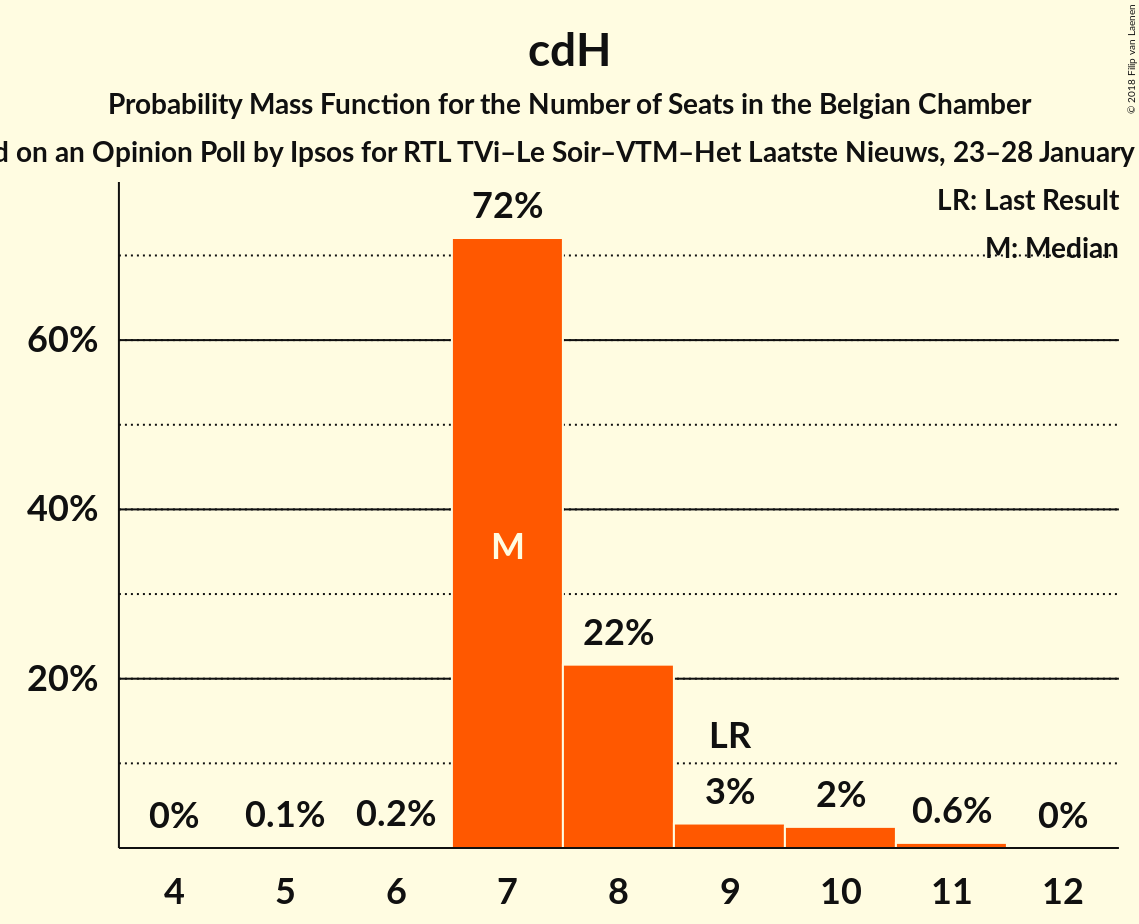 cdH
Probability Mass Function for the Number of Seats in the Belgian Chamber
on an Opinion Poll by Ipsos for RTL TVi–Le Soir–VTM–Het Laatste Nieuws, 23–28 January
© 2018 Filip van Laenen
LR: Last Result
M: Median
72%
60%
40%
M
22%
20%
LR
0% 0.1% 0.2% 3% 2% 0.6% 0%
4 5 6 7 8 9 10 11 12